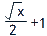 √x/2 + 1